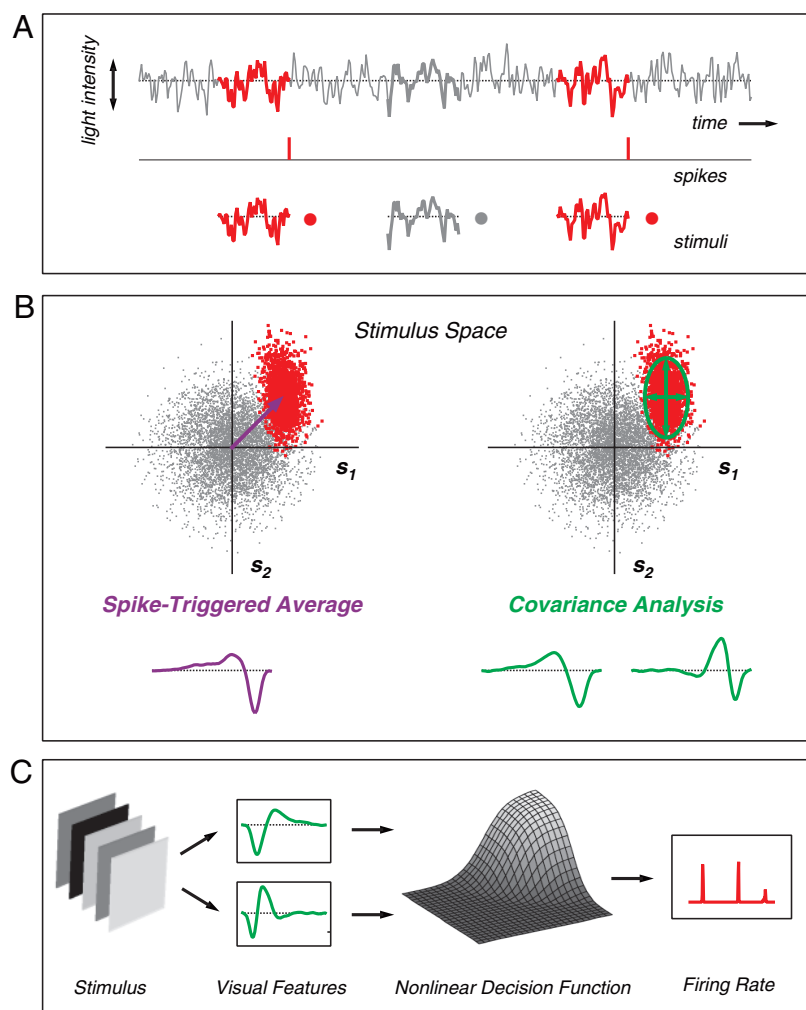 A
light intensity
time
spikes
stimuli
B
Stimulus Space
s1
s2
s1
s2
Spike-Triggered Average
Covariance Analysis
C
Stimulus
Visual Features
Nonlinear Decision Function
Firing Rate